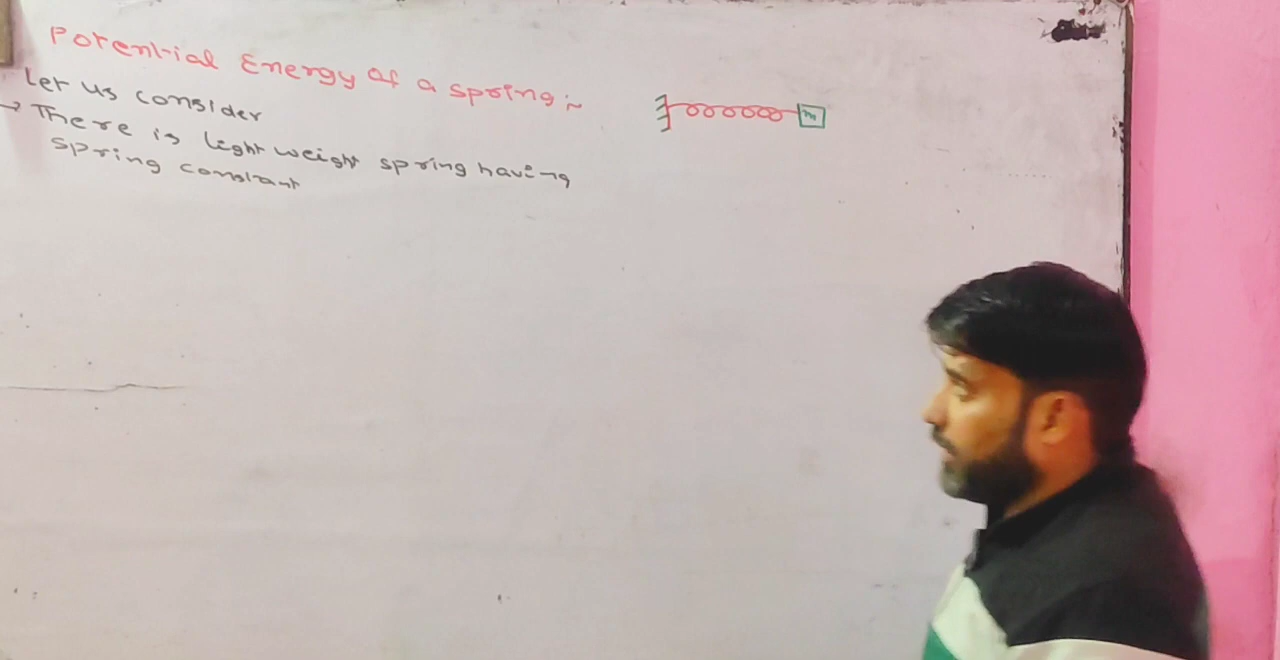 Potential Energy of a spring :~
Let us consider
→ There is light weight spring having
spring constant
m